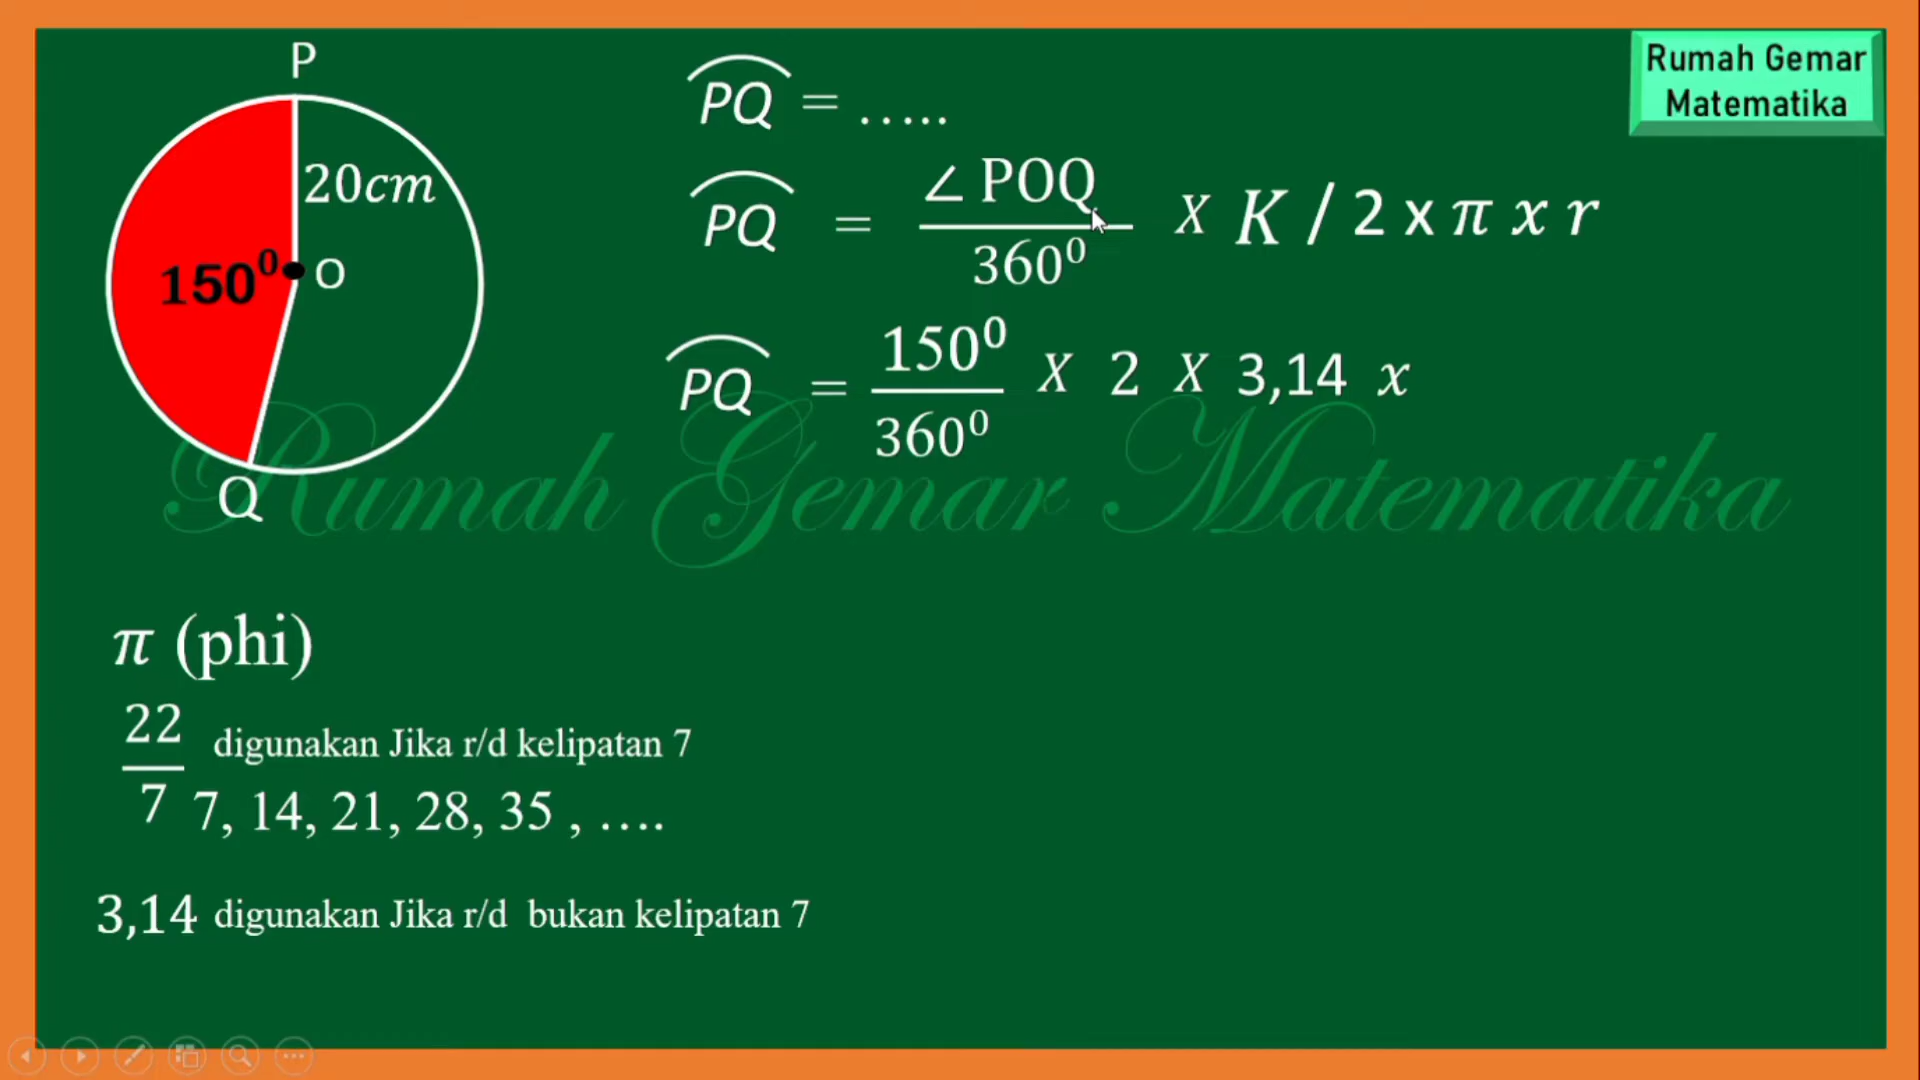 P
20cm
150⁰
O
Q
PQ = .....
PQ = ∠ POQ / 360⁰ X K / 2 x π x r
PQ = 150⁰ / 360⁰ X 2 X 3,14 x
Rumah Gemar
Matematika
Rumah Gemar Matematika
π (phi)
22
7
digunakan Jika r/d kelipatan 7
7, 14, 21, 28, 35 , ....
3,14 digunakan Jika r/d bukan kelipatan 7